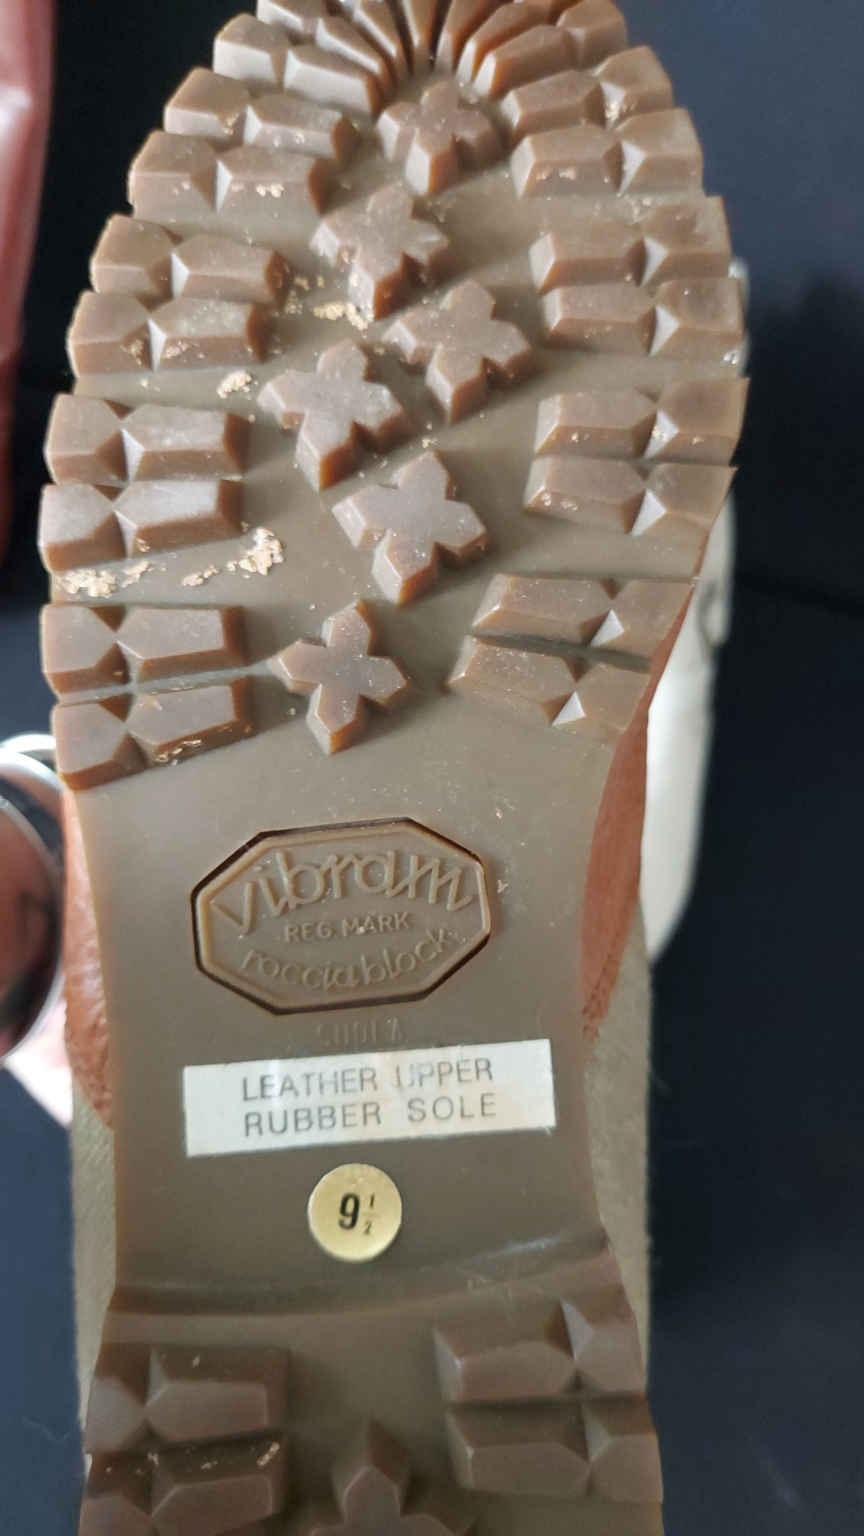 vibram
REG. MARK
rocciablock
LEATHER UPPER
RUBBER SOLE
9 1/2